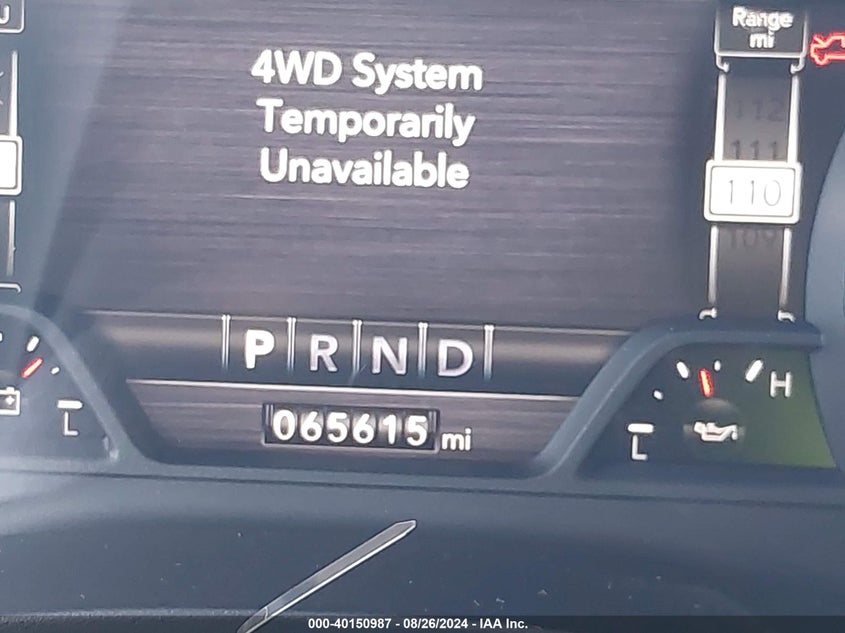 Range
mi
4WD System
Temporarily
Unavailable
112
111
110
109
P R N D
065615 mi
L
L
H
000-40150987 - 08/26/2024 - IAA Inc.